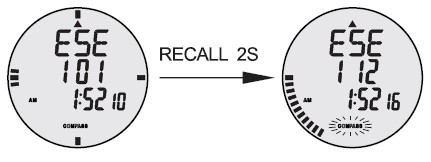 ESE
101
AM 1:52 10
COMPASS
RECALL 2S
ESE
112
AM 1:52 16
COMPASS